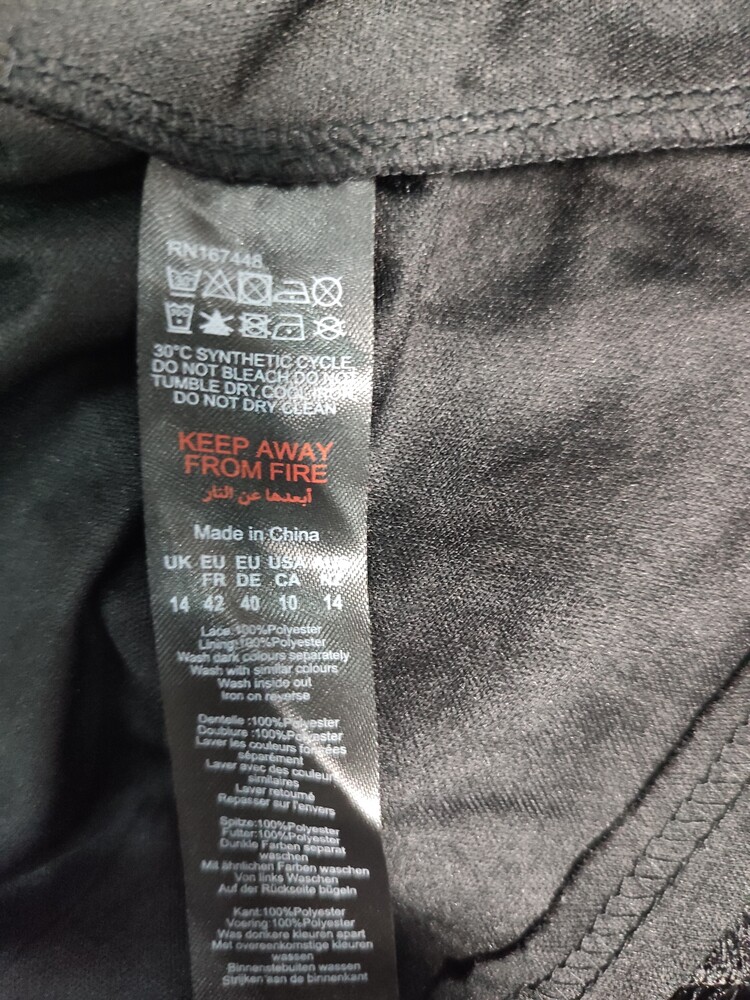 RN167448
30°C SYNTHETIC CYCLE
DO NOT BLEACH,DO NOT
TUMBLE DRY,COOL
DO NOT DRY CLEAN
KEEP AWAY
FROM FIRE
أبعدها عن النار
Made in China
UK EU EU USA
FR DE CA NZ
14 42 40 10 14
Lace:100%Polyester
Lining:100%Polyester
Wash dark colours separately
Wash with similar colours
Wash inside out
Iron on reverse
Dentelle :100%Polyester
Doublure :100%Polyester
Laver les couleurs foncées
séparément
Laver avec des couleur
similaires
Laver retourné
Repasser sur l'envers
Spitze:100%Polyester
Futter:100%Polyester
Dunkle Farben separat
waschen
Mit ähnlichen Farben waschen
Von links Waschen
Auf der Rückseite bügeln
Kant:100%Polyester
Voering:100%Polyester
Was donkere kleuren apart
Met overeenkomstige kleuren
wassen
Binnenstebuiten wassen
Strijken aan de binnenkant